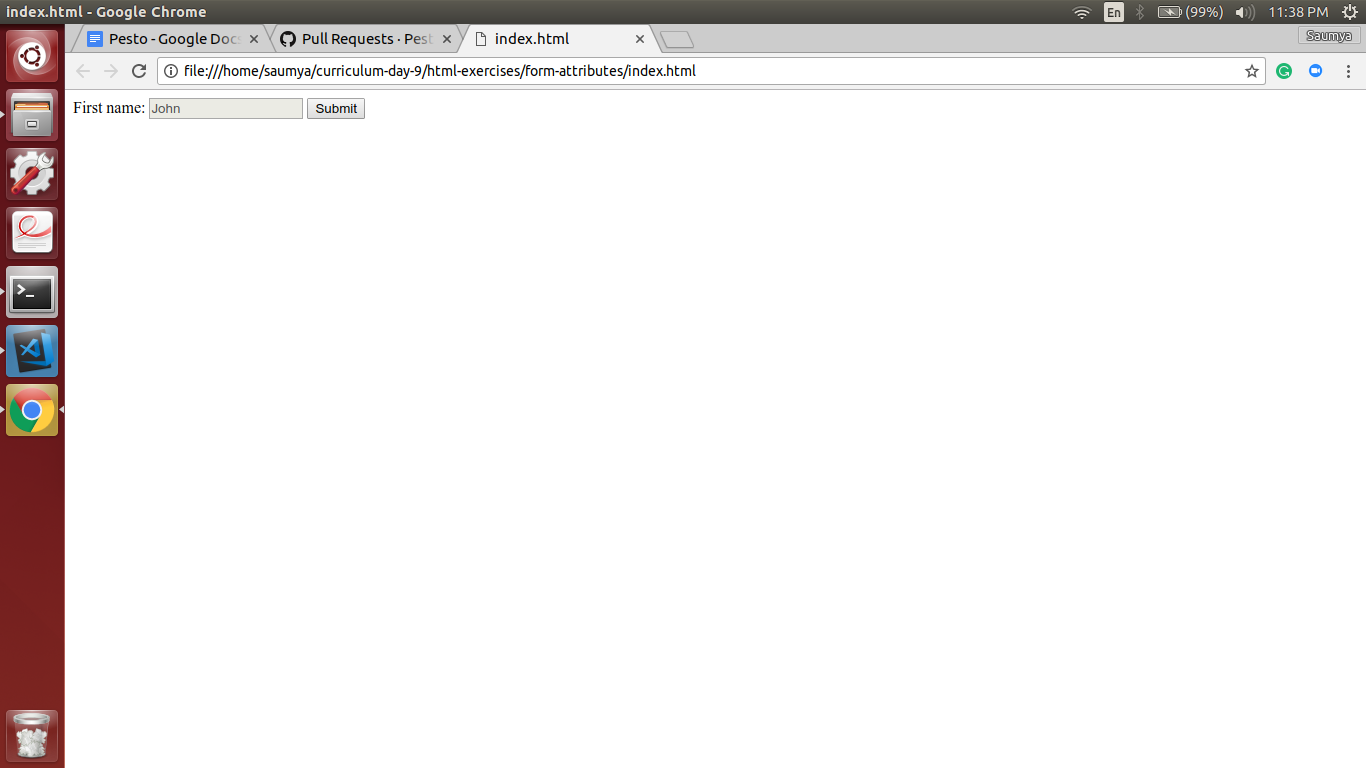 index.html - Google Chrome
En
(99%)
11:38 PM
Pesto - Google Docs
Pull Requests · Pest
index.html
Saumya
file:///home/saumya/curriculum-day-9/html-exercises/form-attributes/index.html
First name: John Submit